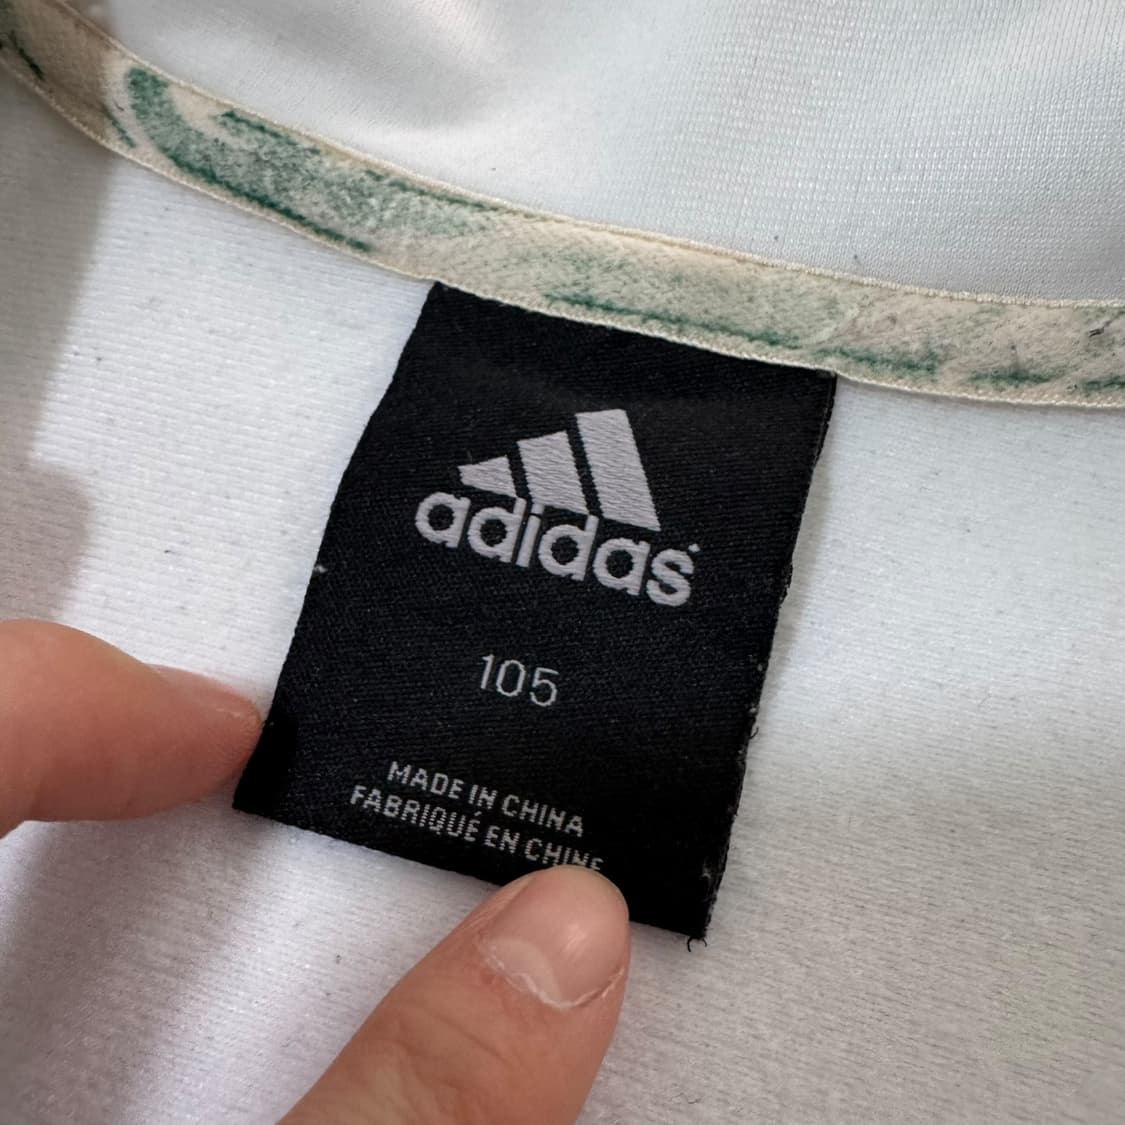 adidas
105
MADE IN CHINA
FABRIQUÉ EN CHINE